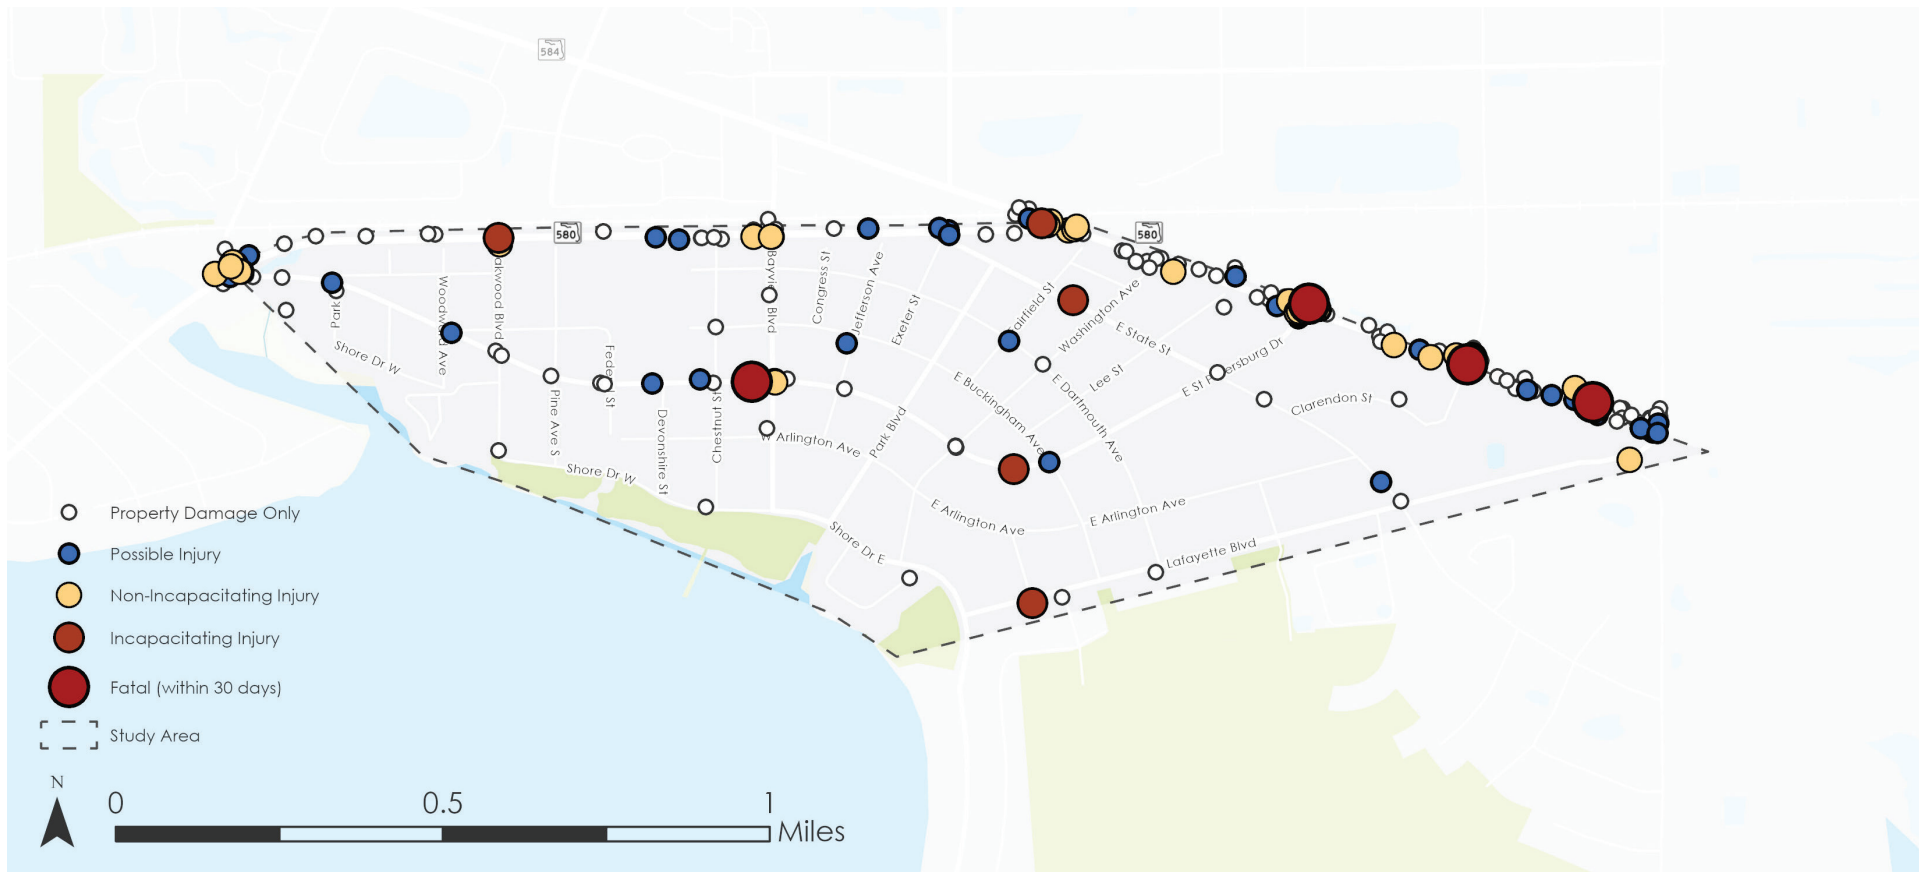 584
580
580
Park
Woodward Ave
akwood Blvd
Bayvie Blvd
Congress St
Jefferson Ave
Exeter St
Fairfield St
Washington Ave
E State St
Shore Dr W
Federal St
Lee St
E St Petersburg Dr
Pine Ave S
Devonshire St
Chestnut St
W Arlington Ave
Park Blvd
E Buckingham Ave
E Dartmouth Ave
Clarendon St
Shore Dr W
E Arlington Ave
E Arlington Ave
Shore Dr E
Lafayette Blvd
Property Damage Only
Possible Injury
Non-Incapacitating Injury
Incapacitating Injury
Fatal (within 30 days)
Study Area
N
0 0.5 1
Miles